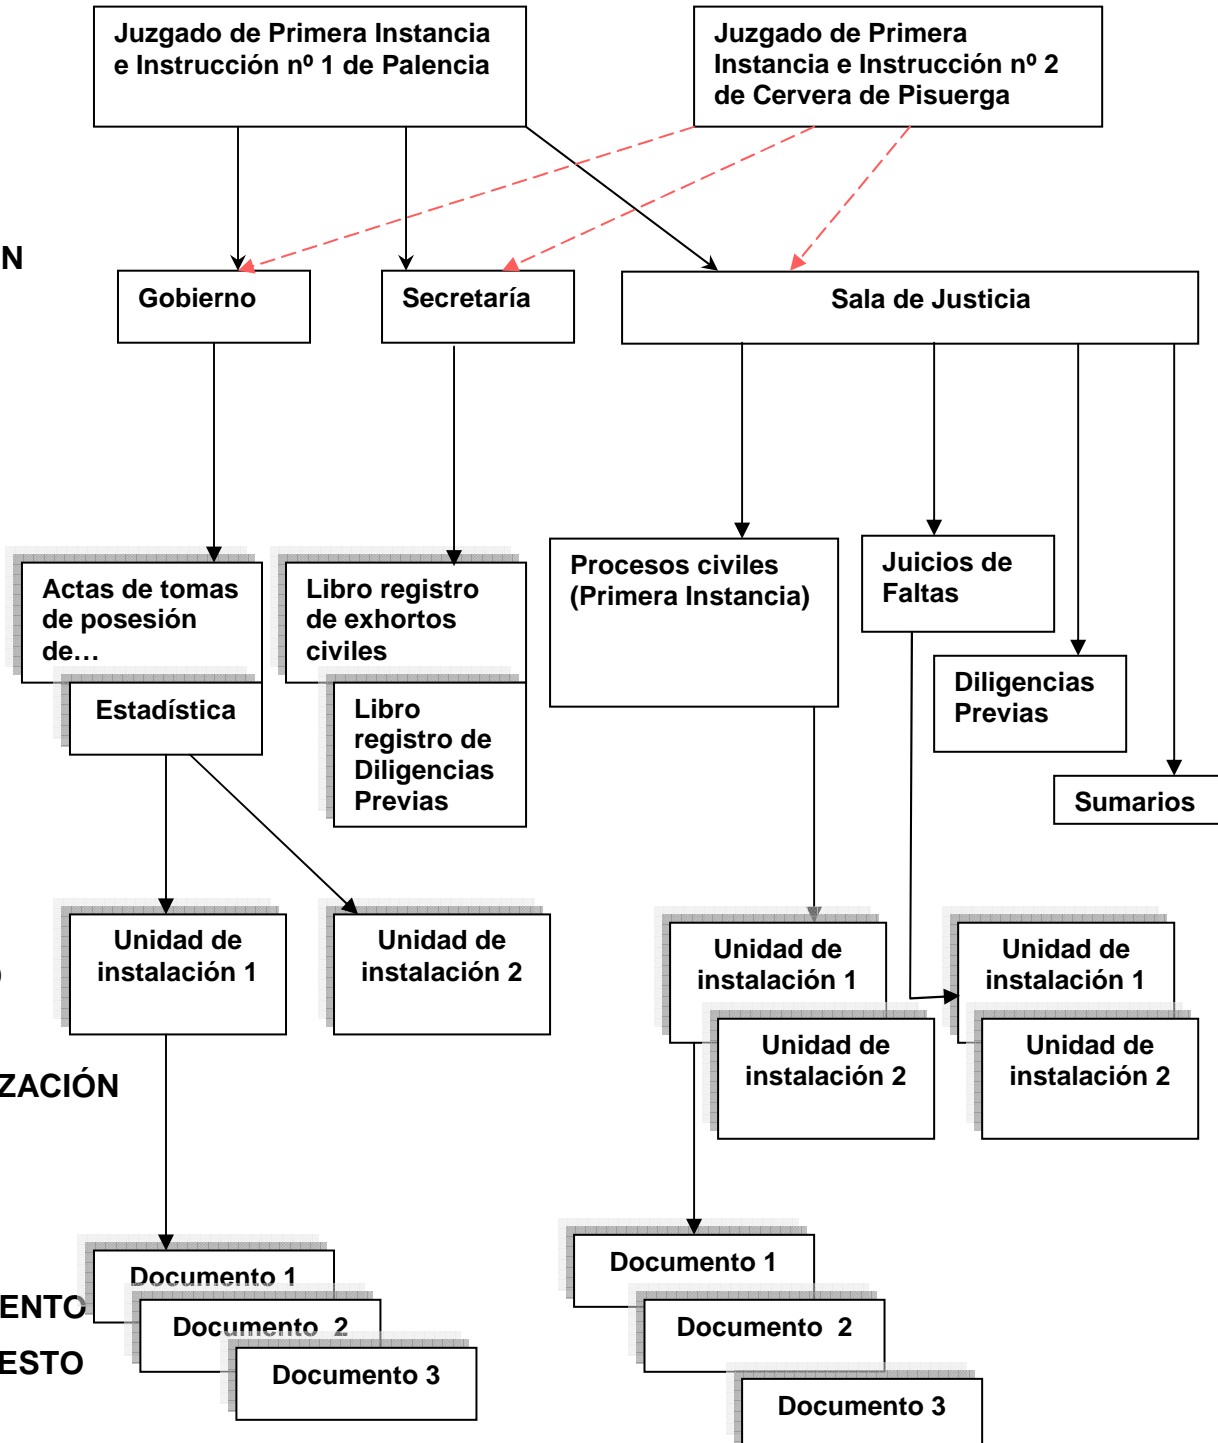 Juzgado de Primera Instancia
e Instrucción nº 1 de Palencia
Juzgado de Primera
Instancia e Instrucción nº 2
de Cervera de Pisuerga
N
Gobierno
Secretaría
Sala de Justicia
Actas de tomas
de posesión
de…
Estadística
Libro registro
de exhortos
civiles
Libro
registro de
Diligencias
Previas
Procesos civiles
(Primera Instancia)
Juicios de
Faltas
Diligencias
Previas
Sumarios
Unidad de
instalación 1
Unidad de
instalación 2
Unidad de
instalación 1
Unidad de
instalación 2
Unidad de
instalación 1
Unidad de
instalación 2
ZACIÓN
Documento 1
ENTO
Documento 2
ESTO
Documento 3
Documento 1
Documento 2
Documento 3